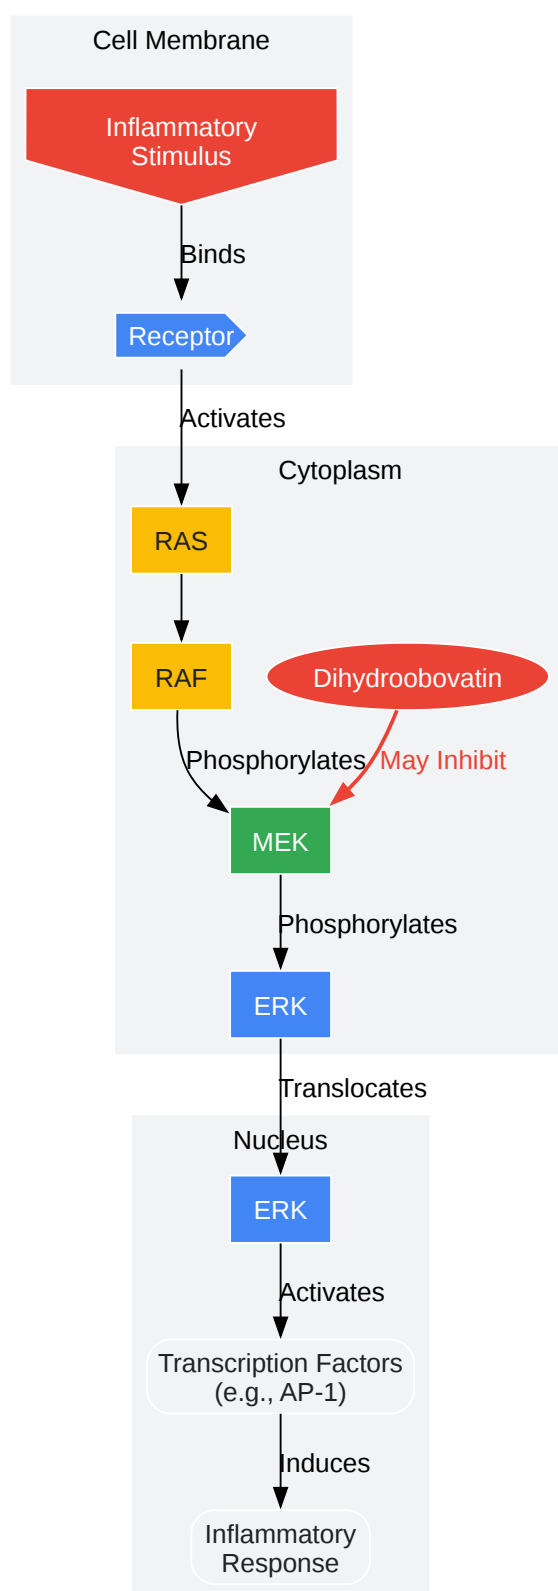 Cell Membrane
Inflammatory
Stimulus
Binds
Receptor
Activates
Cytoplasm
RAS
RAF
Dihydroobovatin
Phosphorylates
May Inhibit
MEK
Phosphorylates
ERK
Translocates
Nucleus
ERK
Activates
Transcription Factors
(e.g., AP-1)
Induces
Inflammatory
Response